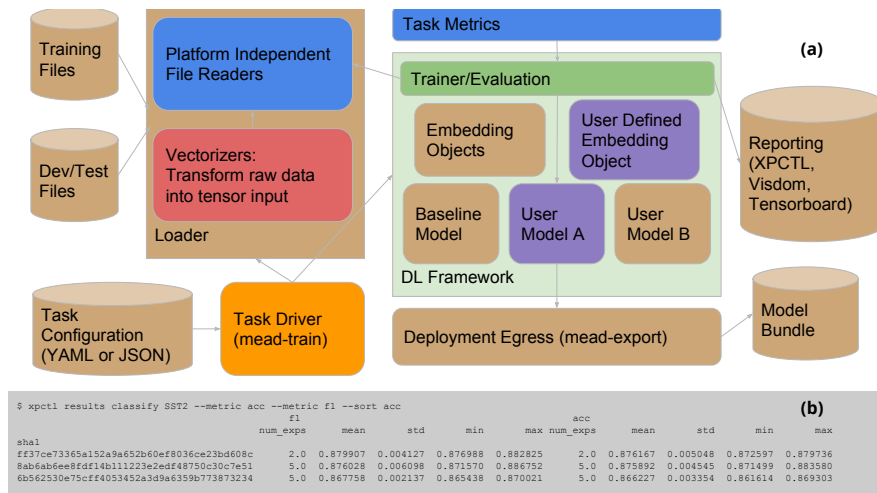 Task Metrics
(a)
Training
Files
Platform Independent
File Readers
Trainer/Evaluation
Embedding
Objects
User Defined
Embedding
Object
Reporting
(XPCTL,
Visdom,
Tensorboard)
Dev/Test
Files
Vectorizers:
Transform raw data
into tensor input
Loader
Baseline
Model
User
Model A
User
Model B
DL Framework
Task
Configuration
(YAML or JSON)
Task Driver
(mead-train)
Deployment Egress (mead-export)
Model
Bundle
(b)
$ xpctl results classify SST2 --metric acc --metric f1 --sort acc
f1 acc
num_exps mean std min max num_exps mean std min max
sha1
ff37ce73365a152a9a652b60ef8036ce23bd608c 2.0 0.879907 0.004127 0.876988 0.882825 2.0 0.876167 0.005048 0.872597 0.879736
8ab6ab6ee8fdf14b111223e2edf48750c30c7e51 5.0 0.876028 0.006098 0.871570 0.886752 5.0 0.875892 0.004545 0.871499 0.883580
6b562530e75cff4053452a3d9a6359b773873234 5.0 0.867758 0.002137 0.865438 0.870021 5.0 0.866227 0.003354 0.861614 0.869303